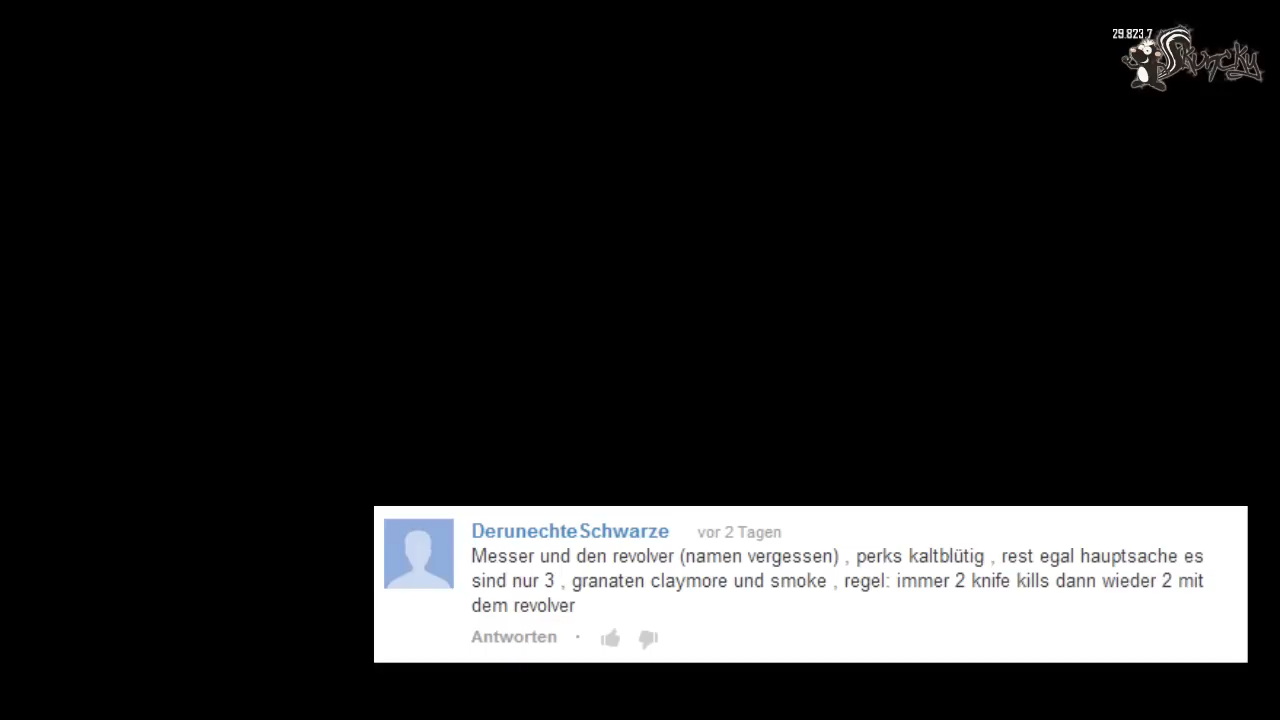 29.823,7
Skuncky
DerunechteSchwarze vor 2 Tagen
Messer und den revolver (namen vergessen) , perks kaltblütig , rest egal hauptsache es
sind nur 3 , granaten claymore und smoke , regel: immer 2 knife kills dann wieder 2 mit
dem revolver
Antworten ·